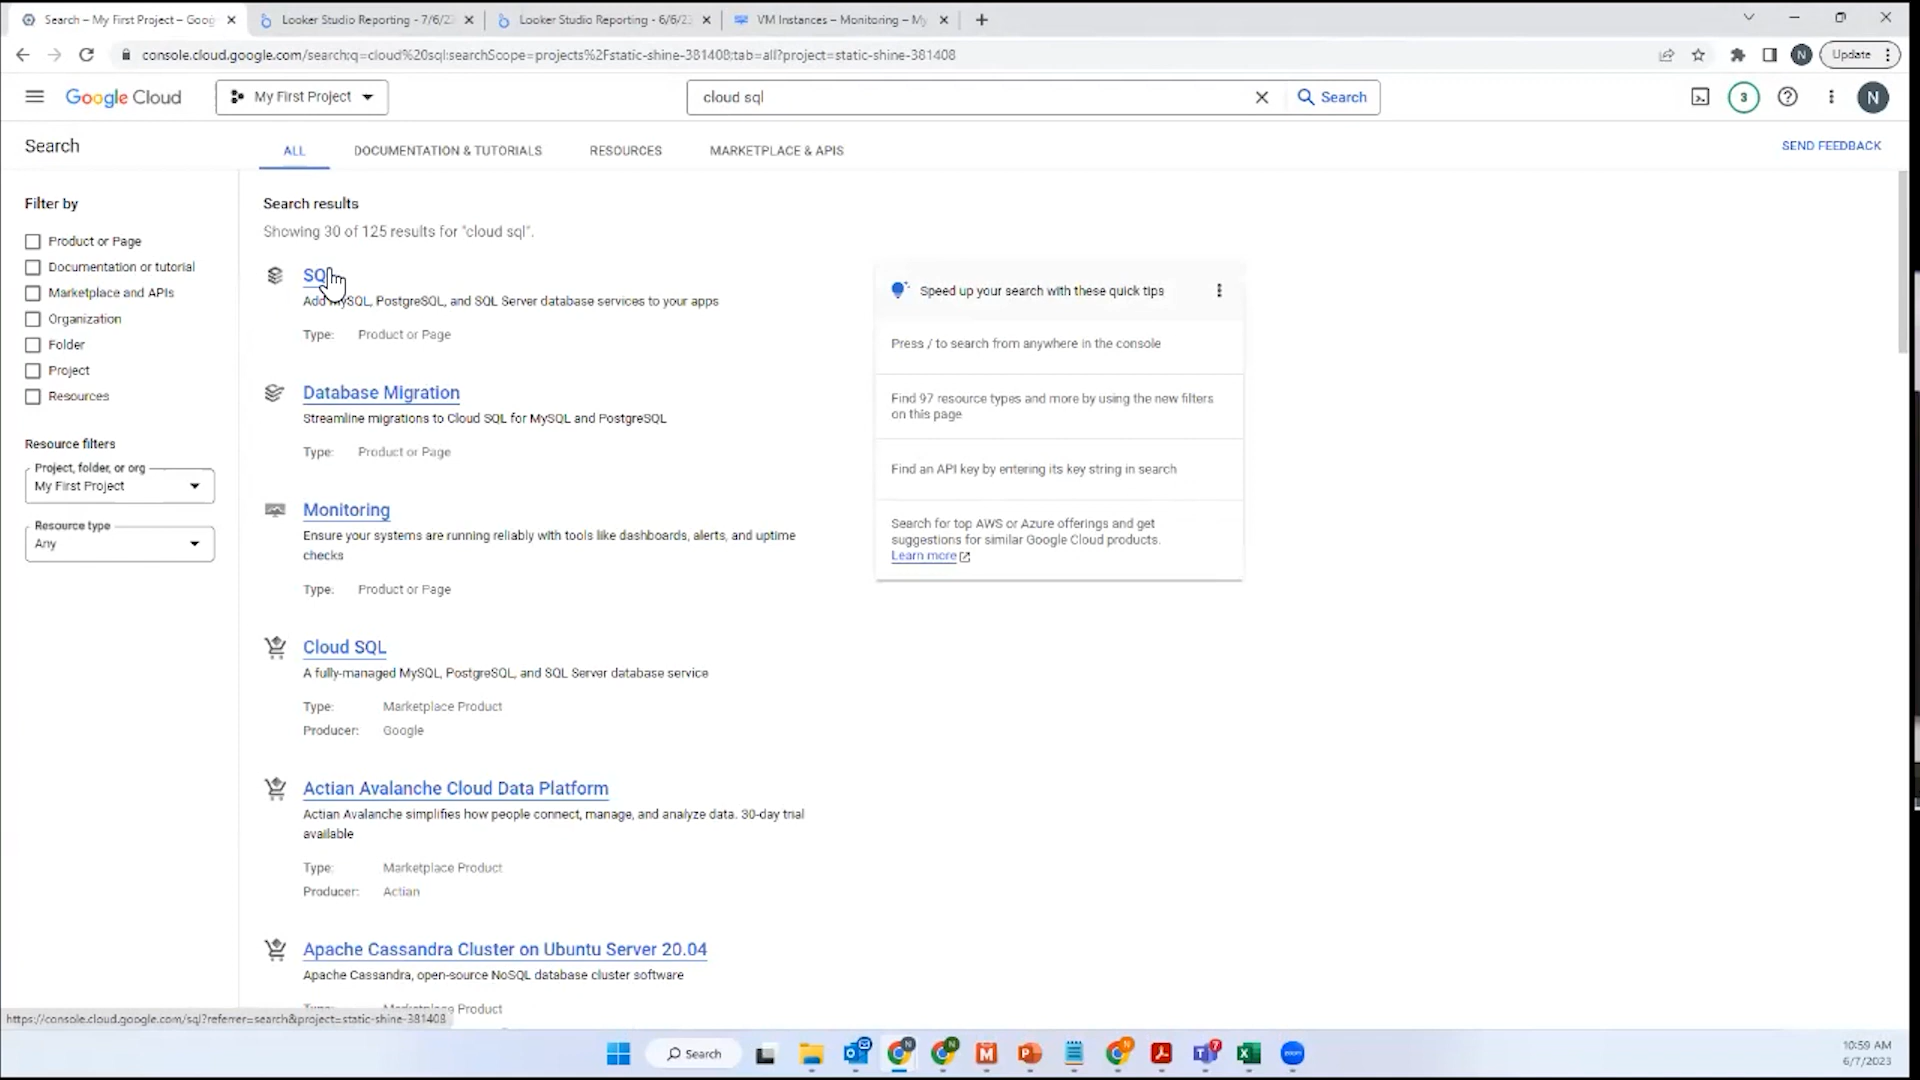 Search – My First Project – Goog
Looker Studio Reporting - 7/6/2
Looker Studio Reporting - 6/6/23
VM Instances – Monitoring – My
console.cloud.google.com/search;q=cloud%20sql;searchScope=projects%2Fstatic-shine-381408;tab=all?project=static-shine-381408
N
Update
Google Cloud
My First Project
cloud sql
Search
3
N
Search
ALL
DOCUMENTATION & TUTORIALS
RESOURCES
MARKETPLACE & APIS
SEND FEEDBACK
Filter by
Product or Page
Documentation or tutorial
Marketplace and APIs
Organization
Folder
Project
Resources
Resource filters
Project, folder, or org
My First Project
Resource type
Any
Search results
Showing 30 of 125 results for "cloud sql".
SQL
Add MySQL, PostgreSQL, and SQL Server database services to your apps
Type: Product or Page
Database Migration
Streamline migrations to Cloud SQL for MySQL and PostgreSQL
Type: Product or Page
Monitoring
Ensure your systems are running reliably with tools like dashboards, alerts, and uptime
checks
Type: Product or Page
Cloud SQL
A fully-managed MySQL, PostgreSQL, and SQL Server database service
Type: Marketplace Product
Producer: Google
Actian Avalanche Cloud Data Platform
Actian Avalanche simplifies how people connect, manage, and analyze data. 30-day trial
available
Type: Marketplace Product
Producer: Actian
Apache Cassandra Cluster on Ubuntu Server 20.04
Apache Cassandra, open-source NoSQL database cluster software
Type: Marketplace Product
Speed up your search with these quick tips
Press / to search from anywhere in the console
Find 97 resource types and more by using the new filters
on this page
Find an API key by entering its key string in search
Search for top AWS or Azure offerings and get
suggestions for similar Google Cloud products.
Learn more
https://console.cloud.google.com/sql?referrer=search&project=static-shine-381408
Search
zoom
10:59 AM
6/7/2023